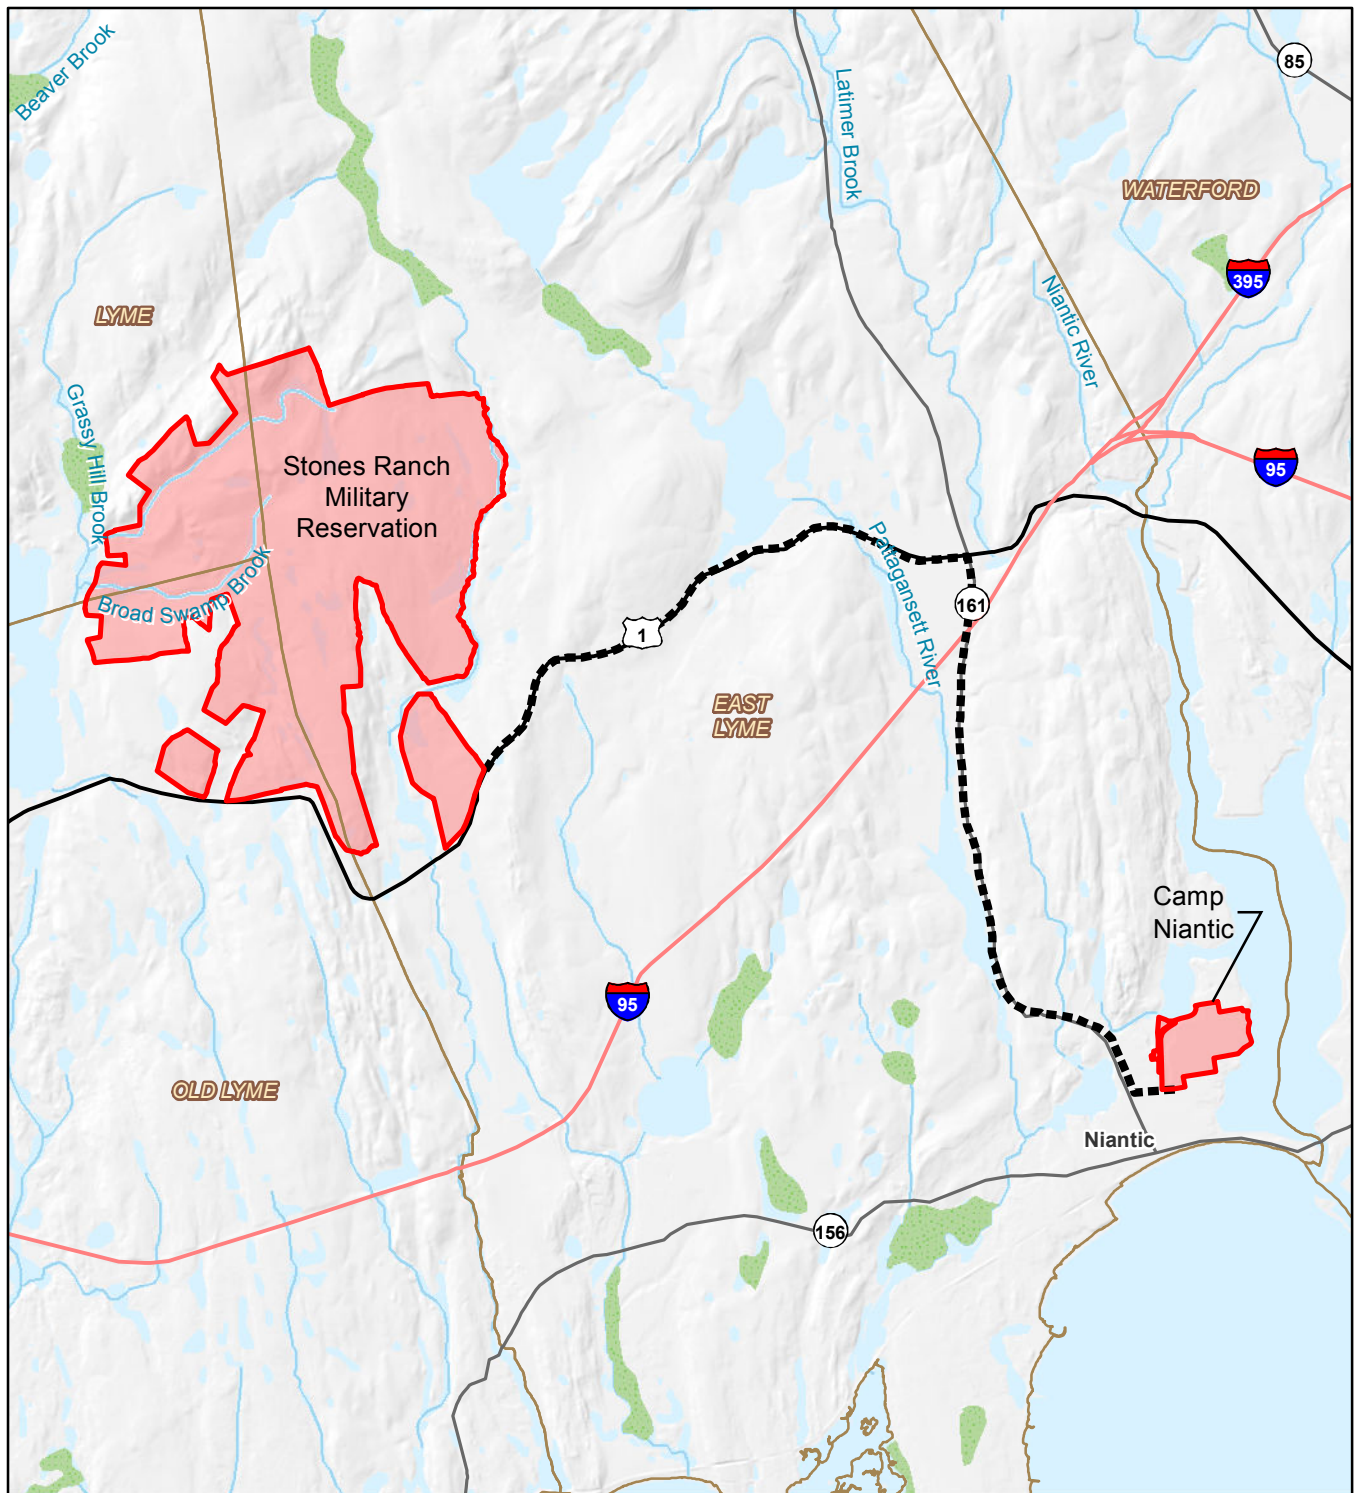 Beaver Brook
85
Latimer Brook
WATERFORD
395
Niantic River
LYME
Grassy Hill Brook
Stones Ranch
Military
Reservation
95
Broad Swamp Brook
Pattagansett River
161
1
EAST
LYME
Camp
Niantic
95
OLD LYME
Niantic
156